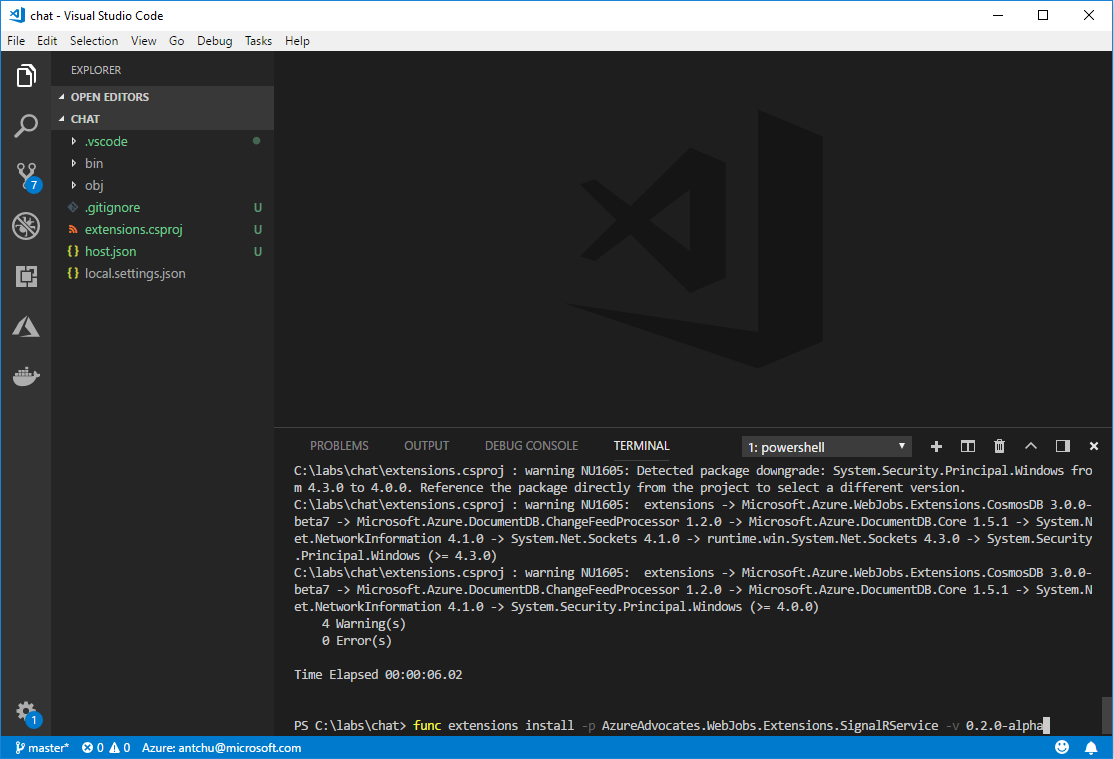 chat - Visual Studio Code
File Edit Selection View Go Debug Tasks Help
EXPLORER
OPEN EDITORS
CHAT
.vscode
bin
obj
.gitignore U
extensions.csproj U
{} host.json U
{} local.settings.json
7
1
PROBLEMS OUTPUT DEBUG CONSOLE TERMINAL 1: powershell
C:\labs\chat\extensions.csproj : warning NU1605: Detected package downgrade: System.Security.Principal.Windows fro
m 4.3.0 to 4.0.0. Reference the package directly from the project to select a different version.
C:\labs\chat\extensions.csproj : warning NU1605:  extensions -> Microsoft.Azure.WebJobs.Extensions.CosmosDB 3.0.0-
beta7 -> Microsoft.Azure.DocumentDB.ChangeFeedProcessor 1.2.0 -> Microsoft.Azure.DocumentDB.Core 1.5.1 -> System.N
et.NetworkInformation 4.1.0 -> System.Net.Sockets 4.1.0 -> runtime.win.System.Net.Sockets 4.3.0 -> System.Security
.Principal.Windows (>= 4.3.0)
C:\labs\chat\extensions.csproj : warning NU1605:  extensions -> Microsoft.Azure.WebJobs.Extensions.CosmosDB 3.0.0-
beta7 -> Microsoft.Azure.DocumentDB.ChangeFeedProcessor 1.2.0 -> Microsoft.Azure.DocumentDB.Core 1.5.1 -> System.N
et.NetworkInformation 4.1.0 -> System.Security.Principal.Windows (>= 4.0.0)
4 Warning(s)
0 Error(s)
Time Elapsed 00:00:06.02
PS C:\labs\chat> func extensions install -p AzureAdvocates.WebJobs.Extensions.SignalRService -v 0.2.0-alpha
master* 0 0 Azure: antchu@microsoft.com